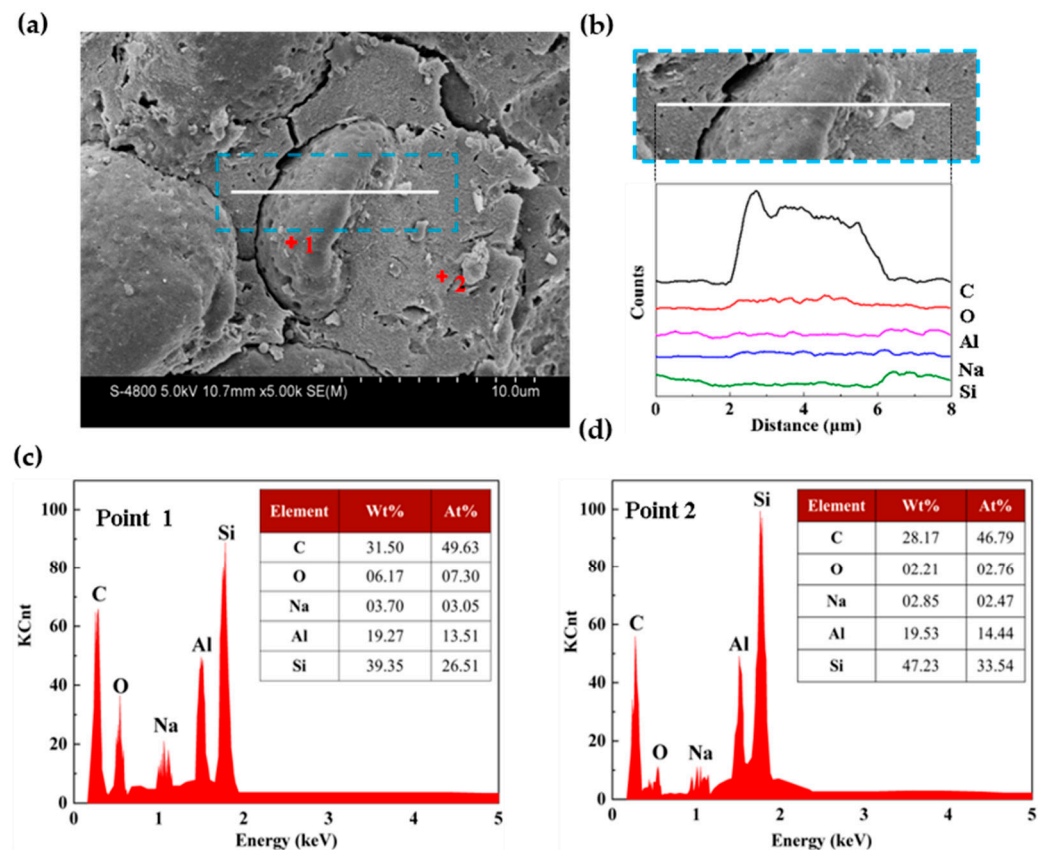 (a)
1
2
S-4800 5.0kV 10.7mm x5.00k SE(M)
10.0um
(b)
Counts
C
O
Al
Na
Si
0
2
4
6
8
Distance (µm)
(c)
Point 1
KCnt
100
80
60
40
20
0
C
O
Na
Al
Si
Element Wt% At%
C 31.50 49.63
O 06.17 07.30
Na 03.70 03.05
Al 19.27 13.51
Si 39.35 26.51
0 1 2 3 4 5
Energy (keV)
(d)
Point 2
KCnt
100
80
60
40
20
0
C
O
Na
Al
Si
Element Wt% At%
C 28.17 46.79
O 02.21 02.76
Na 02.85 02.47
Al 19.53 14.44
Si 47.23 33.54
0 1 2 3 4 5
Energy (keV)